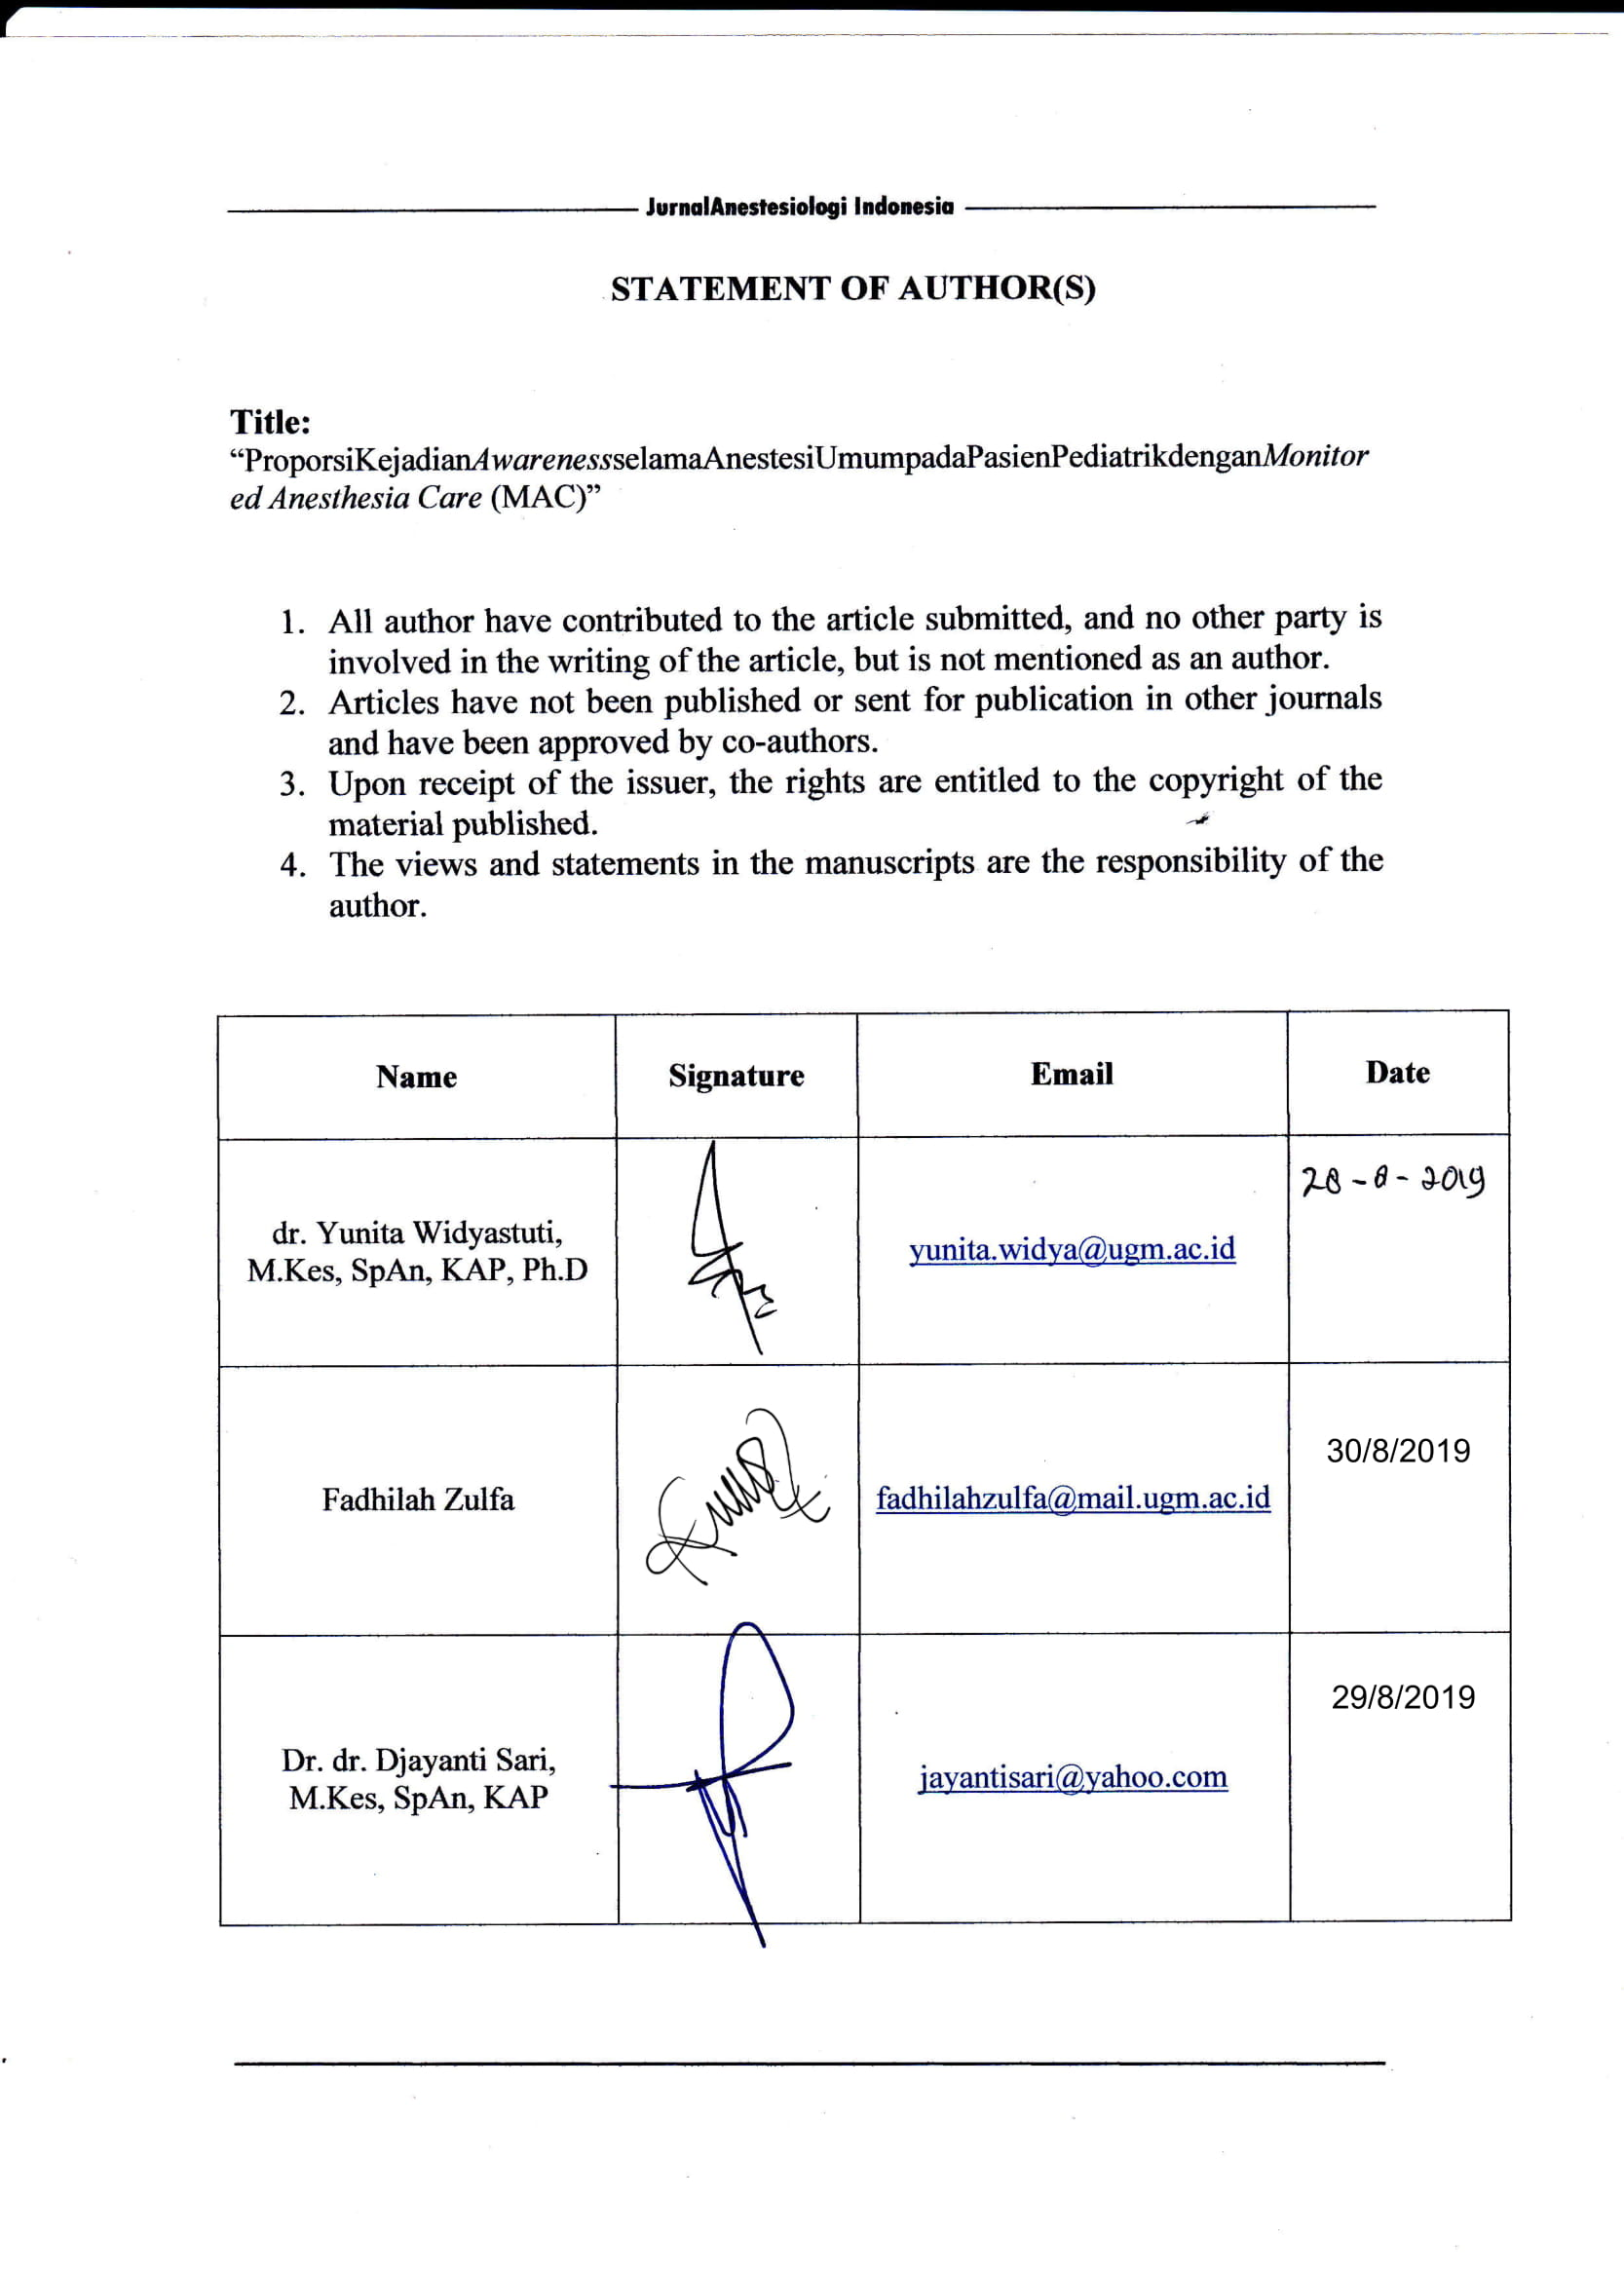 JurnalAnestesiologi Indonesia
STATEMENT OF AUTHOR(S)
Title:
“ProporsiKejadianAwarenessselamaAnestesiUmumpadaPasienPediatrikdenganMonitor
ed Anesthesia Care (MAC)”
1. All author have contributed to the article submitted, and no other party is
involved in the writing of the article, but is not mentioned as an author.
2. Articles have not been published or sent for publication in other journals
and have been approved by co-authors.
3. Upon receipt of the issuer, the rights are entitled to the copyright of the
material published.
4. The views and statements in the manuscripts are the responsibility of the
author.
Name Signature Email Date
dr. Yunita Widyastuti,
M.Kes, SpAn, KAP, Ph.D
yunita.widya@ugm.ac.id
28-8-2019
Fadhilah Zulfa
fadhilahzulfa@mail.ugm.ac.id
30/8/2019
Dr. dr. Djayanti Sari,
M.Kes, SpAn, KAP
jayantisari@yahoo.com
29/8/2019